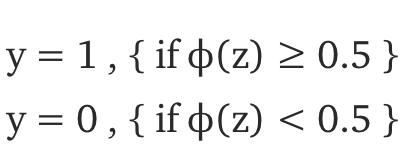 y = 1 , { if ϕ(z) ≥ 0.5 }
y = 0 , { if ϕ(z) < 0.5 }